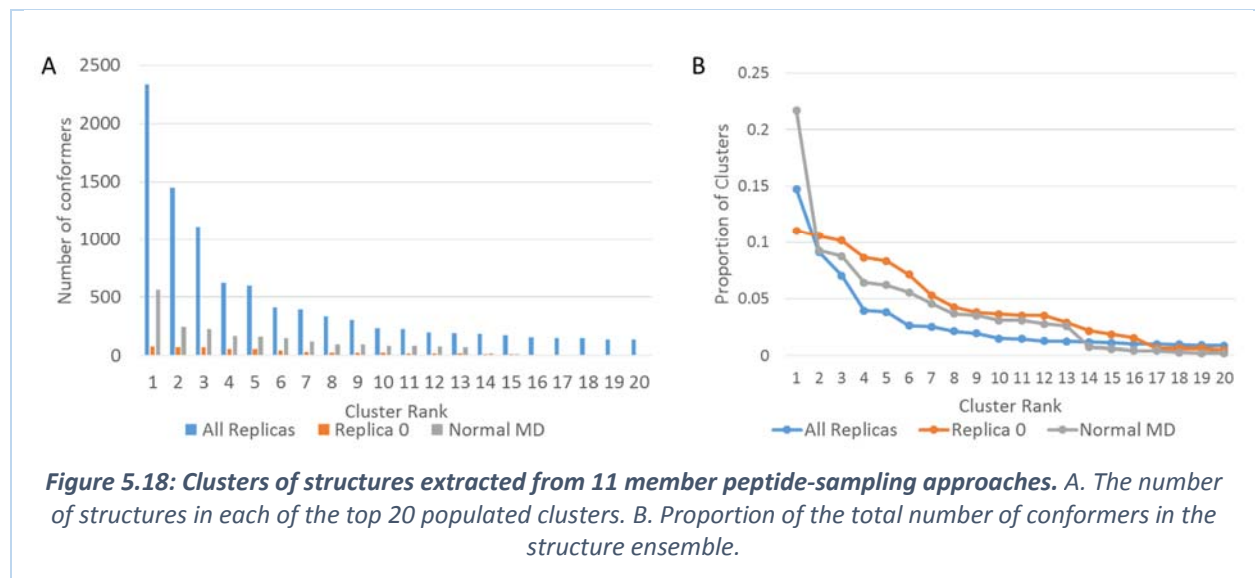 A
Number of conformers
2500
2000
1500
1000
500
0
1 2 3 4 5 6 7 8 9 10 11 12 13 14 15 16 17 18 19 20
Cluster Rank
All Replicas Replica 0 Normal MD
B
Proportion of Clusters
0.25
0.2
0.15
0.1
0.05
0
1 2 3 4 5 6 7 8 9 10 11 12 13 14 15 16 17 18 19 20
Cluster Rank
All Replicas Replica 0 Normal MD
Figure 5.18: Clusters of structures extracted from 11 member peptide-sampling approaches. A. The number
of structures in each of the top 20 populated clusters. B. Proportion of the total number of conformers in the
structure ensemble.